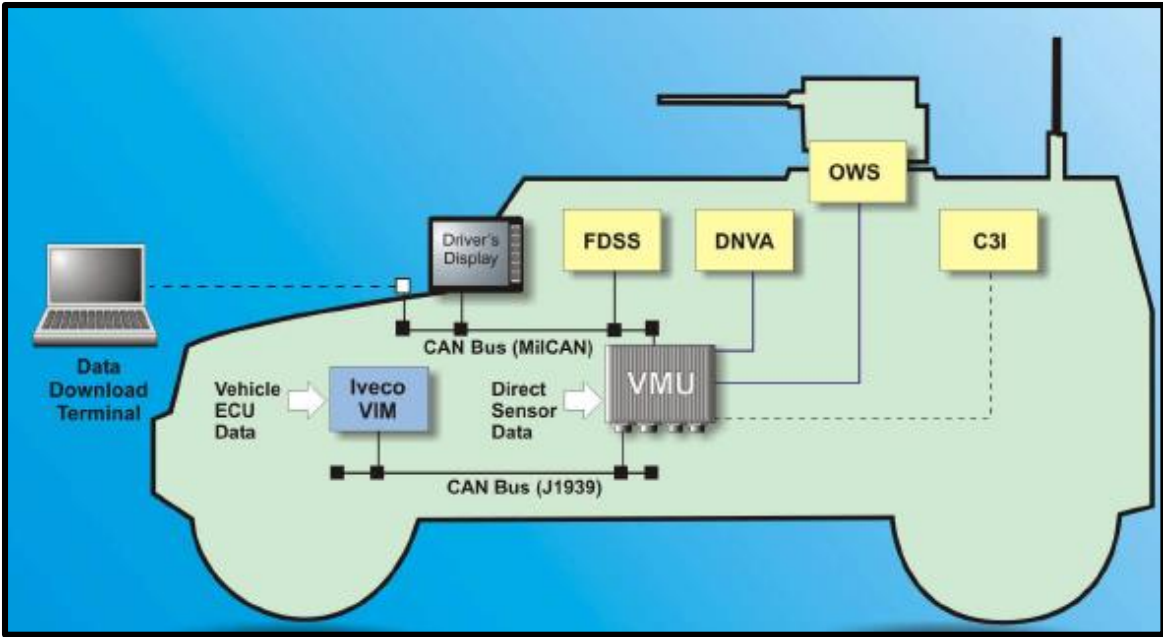 OWS
Driver's
Display
FDSS
DNVA
C3I
CAN Bus (MilCAN)
Data
Download
Terminal
Vehicle
ECU
Data
Iveco
VIM
Direct
Sensor
Data
VMU
CAN Bus (J1939)